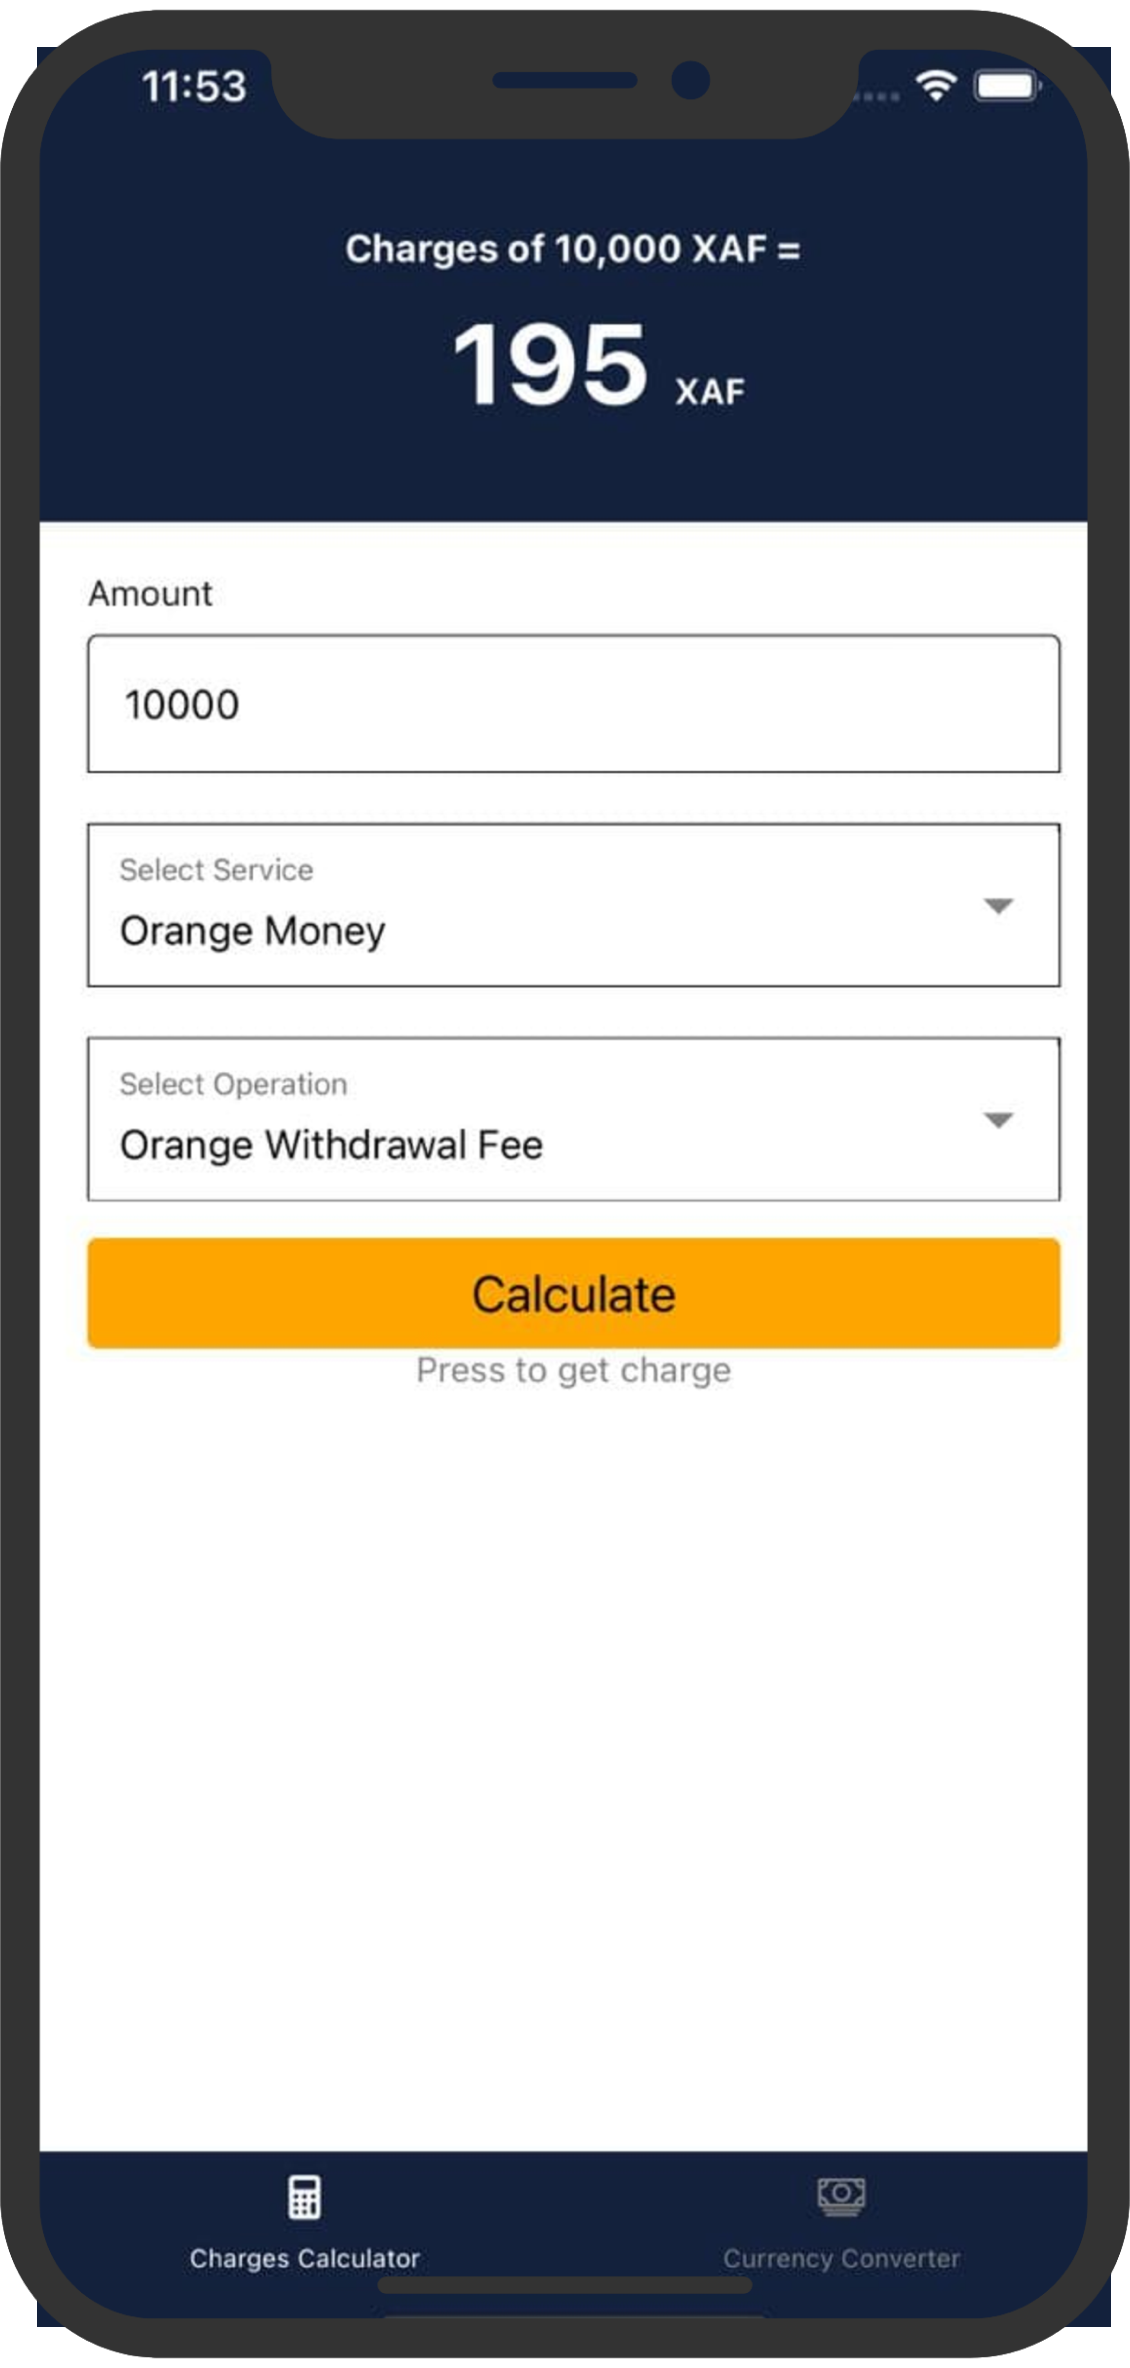 11:53
Charges of 10,000 XAF =
195 XAF
Amount
10000
Select Service
Orange Money
Select Operation
Orange Withdrawal Fee
Calculate
Press to get charge
Charges Calculator
Currency Converter